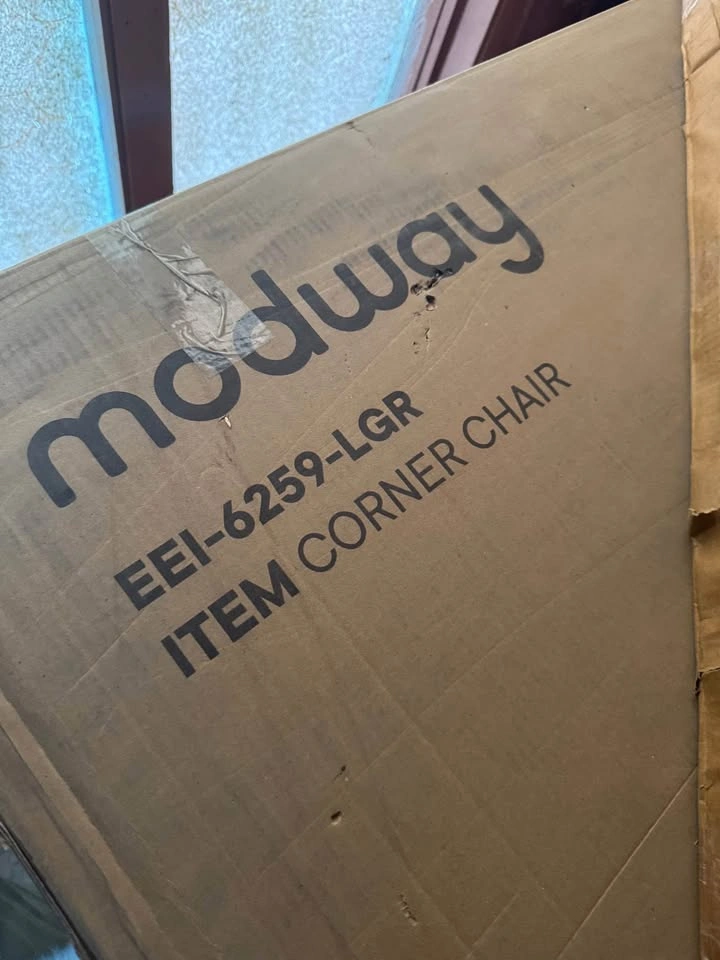 modway
EEI-6259-LGR
ITEM CORNER CHAIR